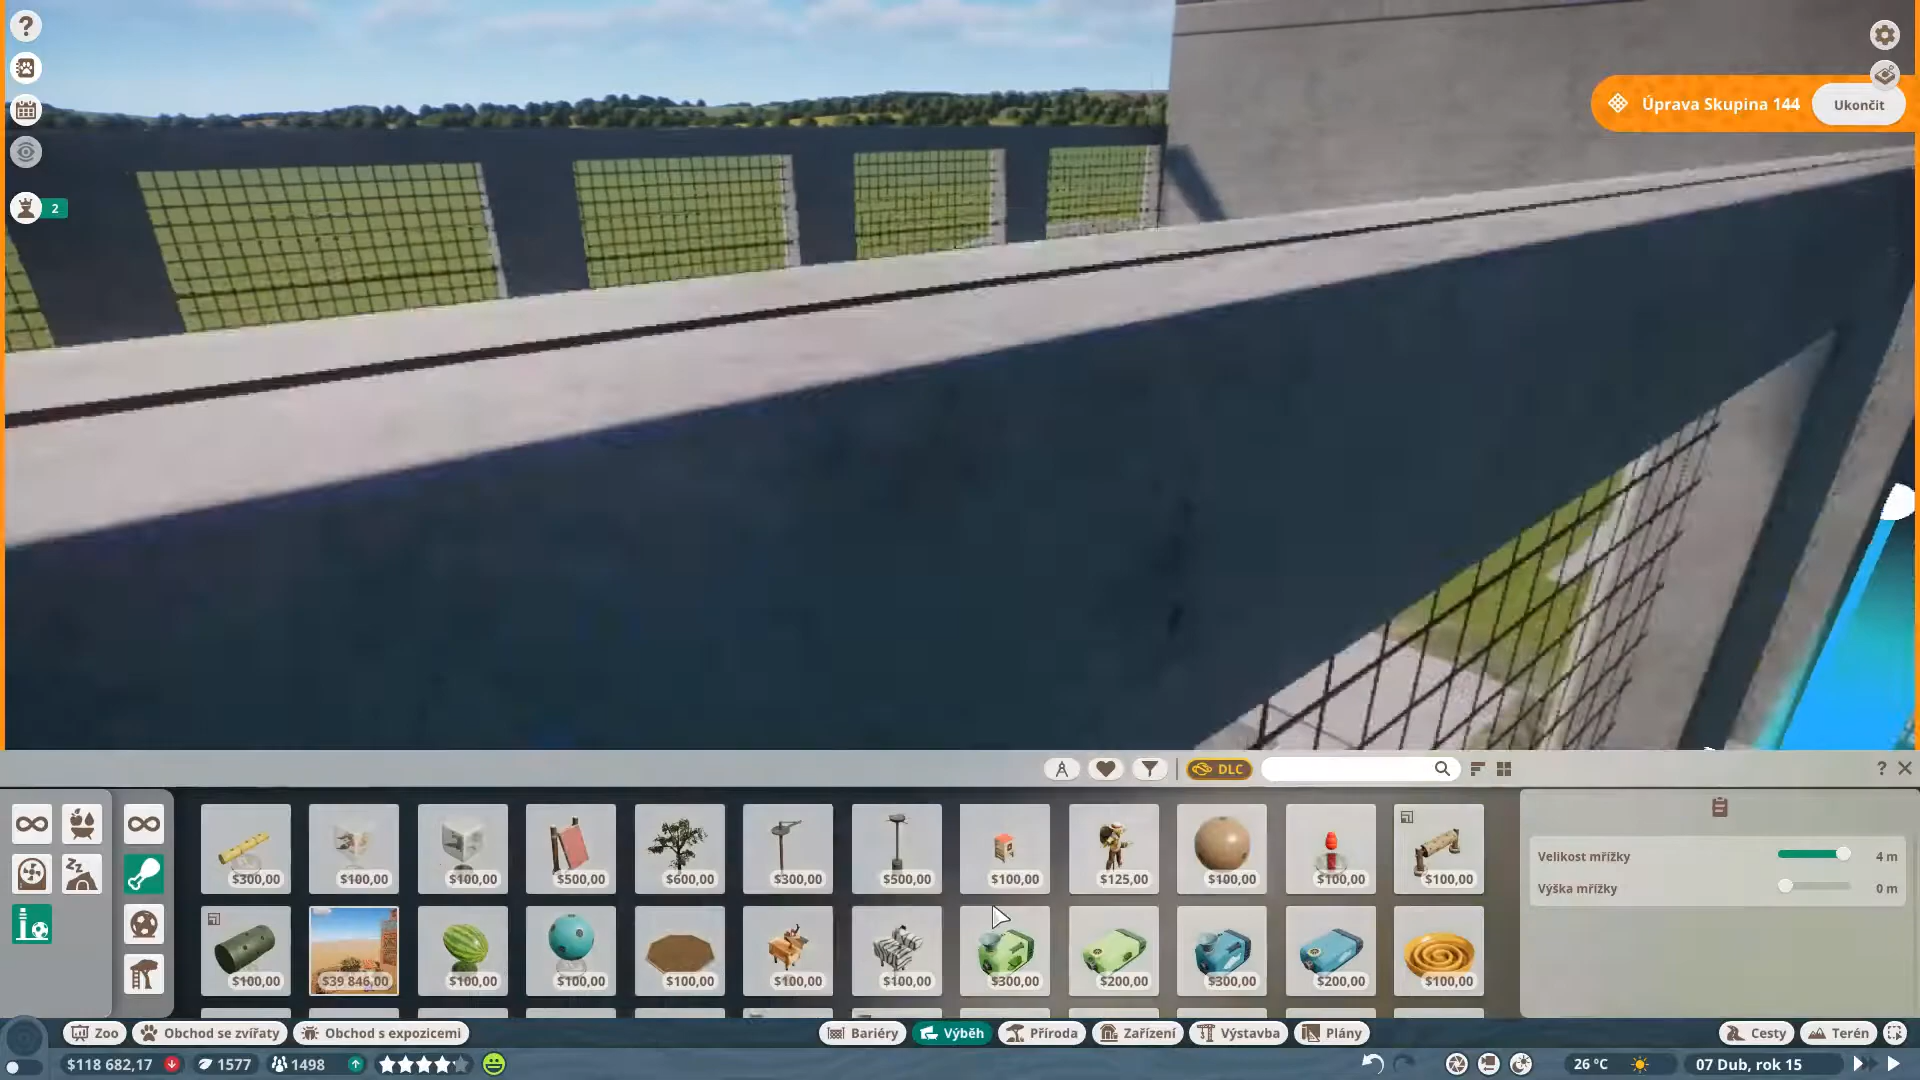 ?
2
Úprava Skupina 144
Ukončit
DLC
?
$300,00 $100,00 $100,00 $500,00 $600,00 $300,00 $500,00 $100,00 $125,00 $100,00 $100,00 $100,00
$100,00 $39 846,00 $100,00 $100,00 $100,00 $100,00 $100,00 $300,00 $200,00 $300,00 $200,00 $100,00
Velikost mřížky 4 m
Výška mřížky 0 m
Zoo Obchod se zvířaty Obchod s expozicemi Bariéry Výběh Příroda Zařízení Výstavba Plány Cesty Terén
$118 682,17 1577 1498 26 °C 07 Dub, rok 15